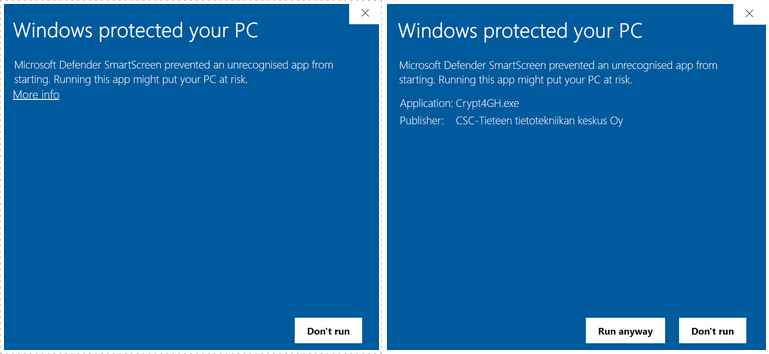 Windows protected your PC
Microsoft Defender SmartScreen prevented an unrecognised app from
starting. Running this app might put your PC at risk.
More info
Don't run
Windows protected your PC
Microsoft Defender SmartScreen prevented an unrecognised app from
starting. Running this app might put your PC at risk.
Application: Crypt4GH.exe
Publisher: CSC-Tieteen tietotekniikan keskus Oy
Run anyway Don't run